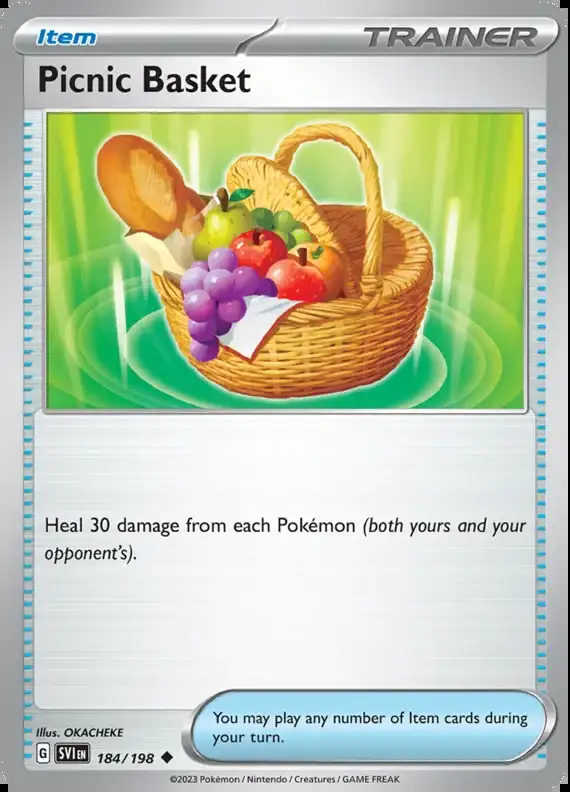 Item
TRAINER
Picnic Basket
Heal 30 damage from each Pokémon (both yours and your
opponent's).
You may play any number of Item cards during
your turn.
Illus. OKACHEKE
G SVI EN 184/198 ◆
©2023 Pokémon / Nintendo / Creatures / GAME FREAK